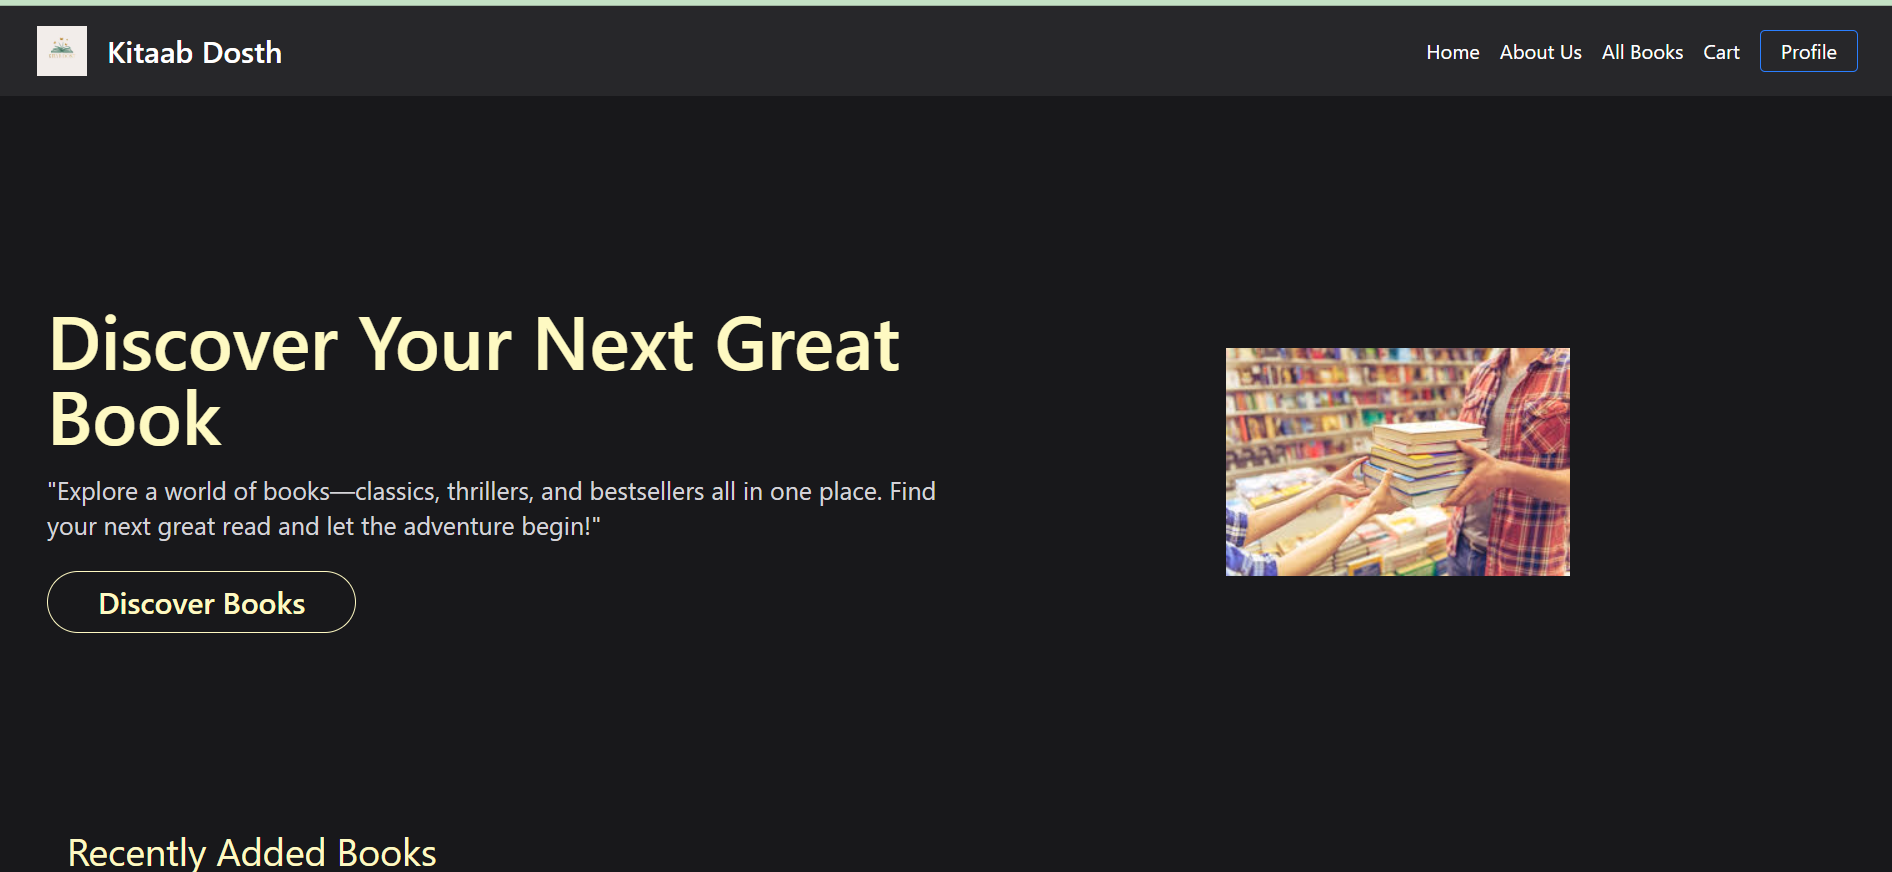 Kitaab Dosth
Home About Us All Books Cart Profile
Discover Your Next Great
Book
"Explore a world of books—classics, thrillers, and bestsellers all in one place. Find
your next great read and let the adventure begin!"
Discover Books
Recently Added Books